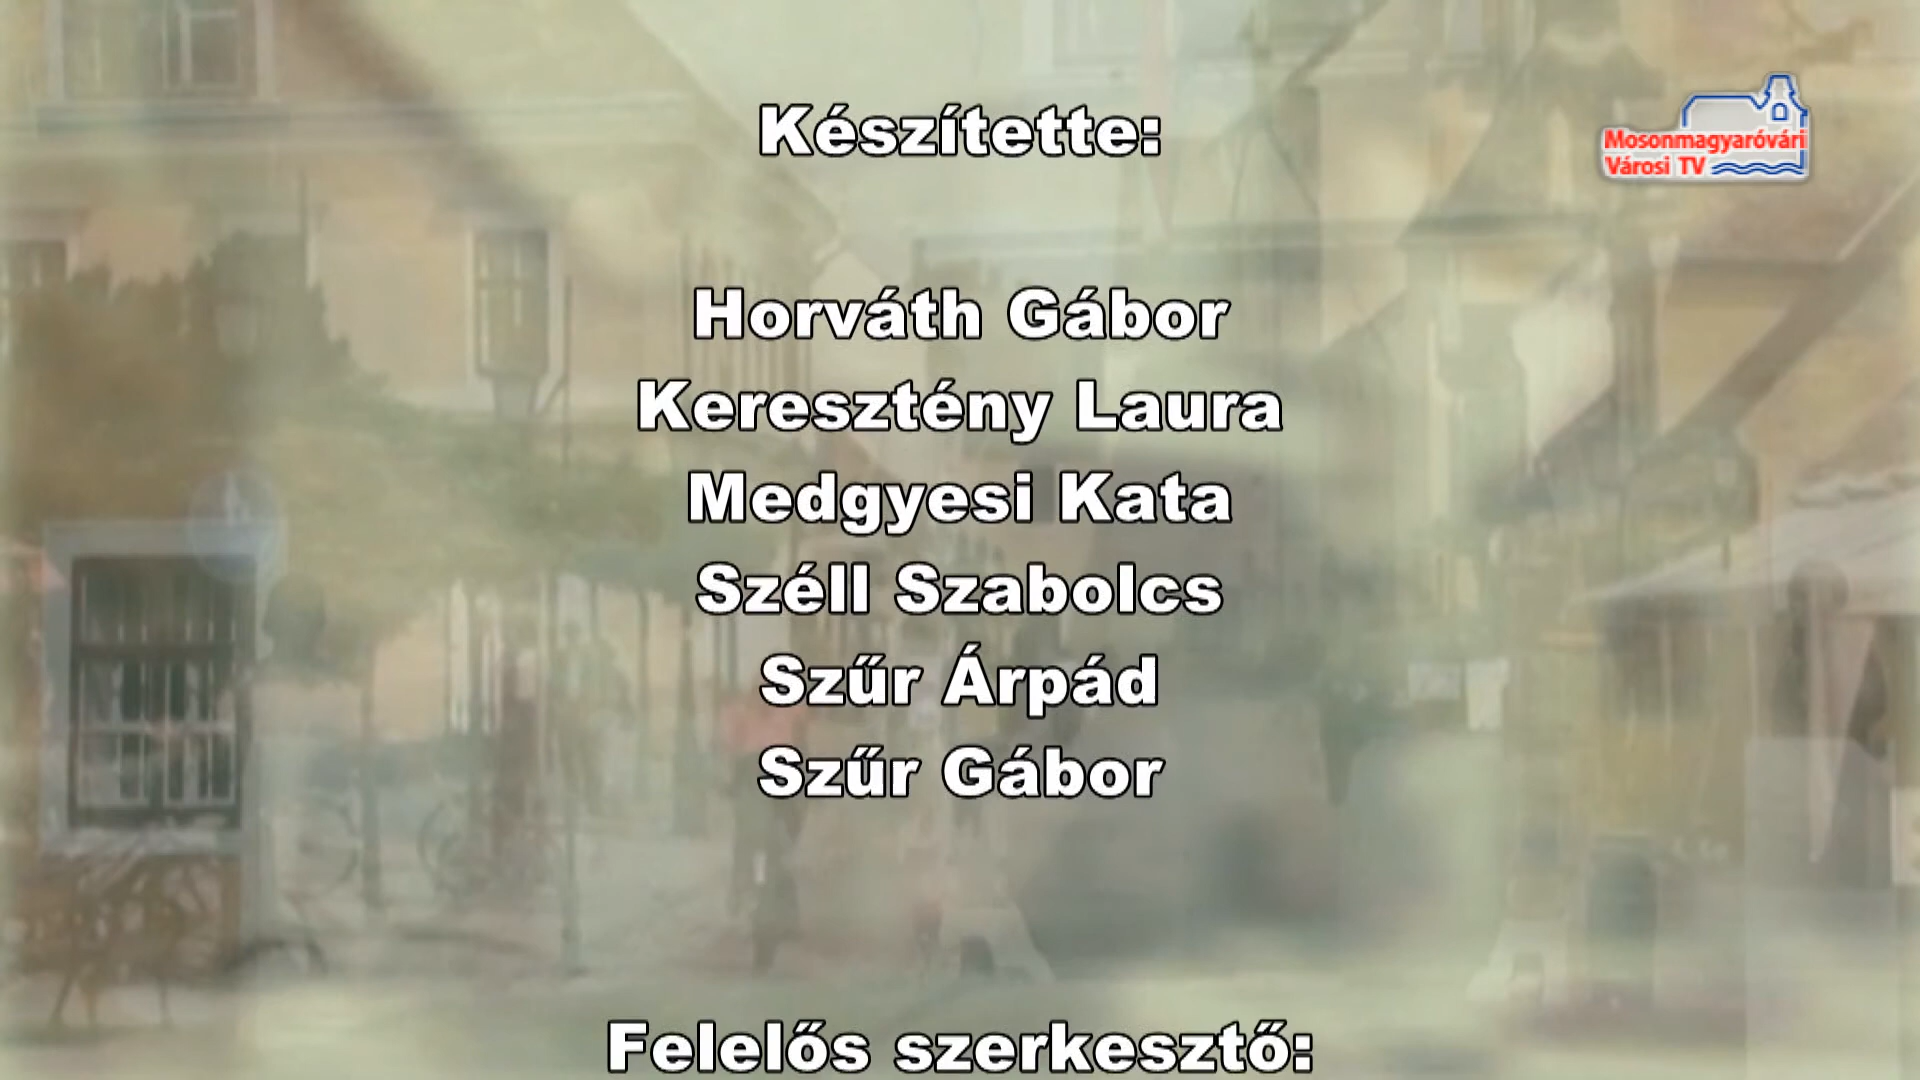 Készítette:
Mosonmagyaróvári
Városi TV
Horváth Gábor
Keresztény Laura
Medgyesi Kata
Széll Szabolcs
Szűr Árpád
Szűr Gábor
Felelős szerkesztő: